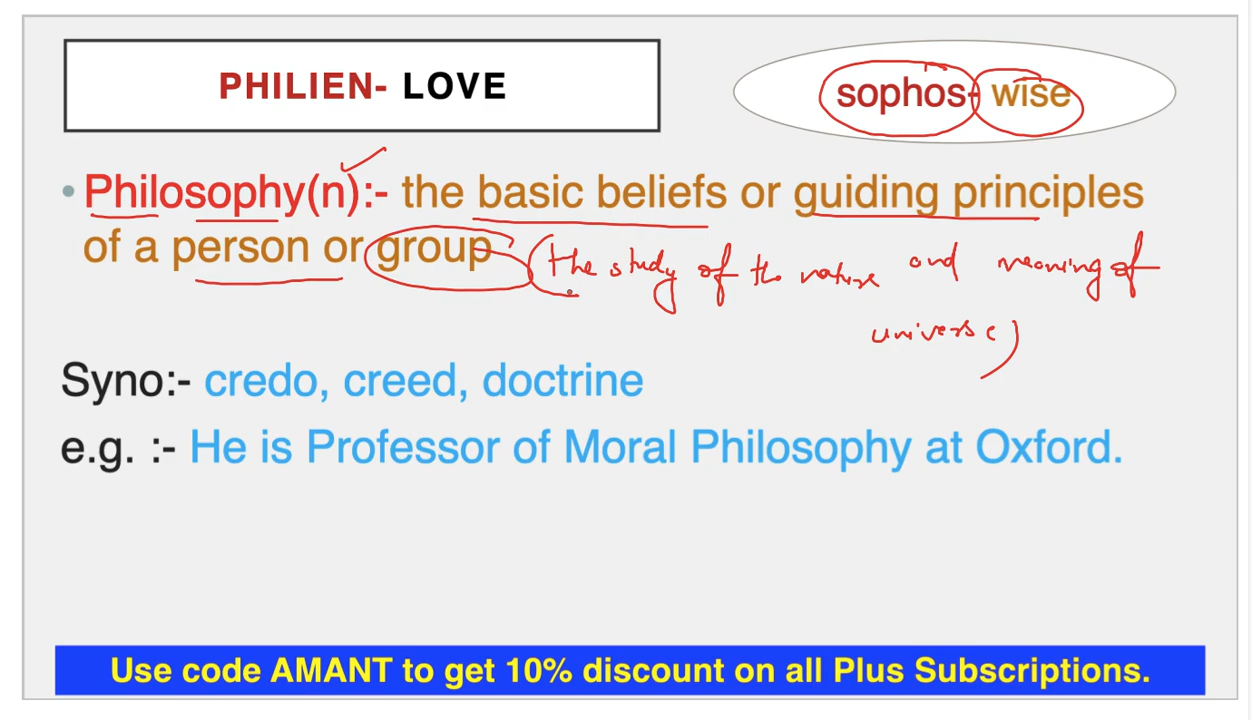 PHILIEN- LOVE
sophos- wise
• Philosophy(n):- the basic beliefs or guiding principles
of a person or group (the study of the nature and meaning of
universe)
Syno:- credo, creed, doctrine
e.g. :- He is Professor of Moral Philosophy at Oxford.
Use code AMANT to get 10% discount on all Plus Subscriptions.